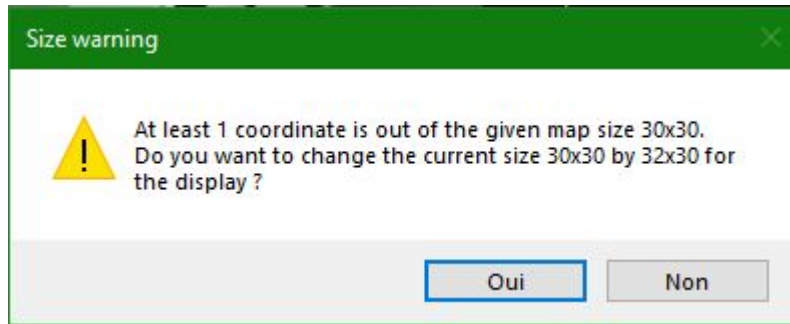 Size warning
At least 1 coordinate is out of the given map size 30x30.
Do you want to change the current size 30x30 by 32x30 for
the display ?
Oui
Non